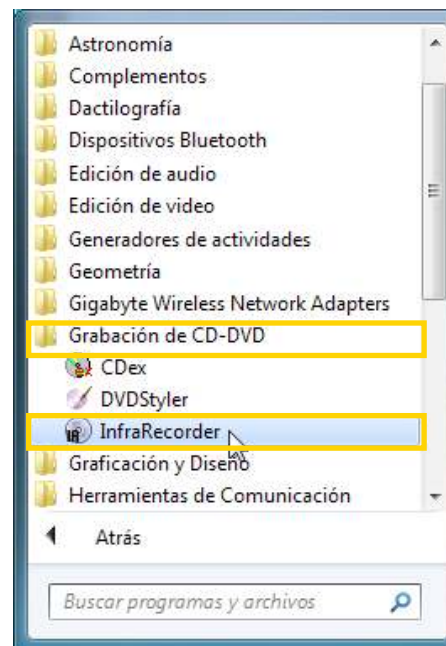 Astronomía
Complementos
Dactilografía
Dispositivos Bluetooth
Edición de audio
Edición de video
Generadores de actividades
Geometría
Gigabyte Wireless Network Adapters
Grabación de CD-DVD
CDex
DVDStyler
InfraRecorder
Graficación y Diseño
Herramientas de Comunicación
Atrás
Buscar programas y archivos